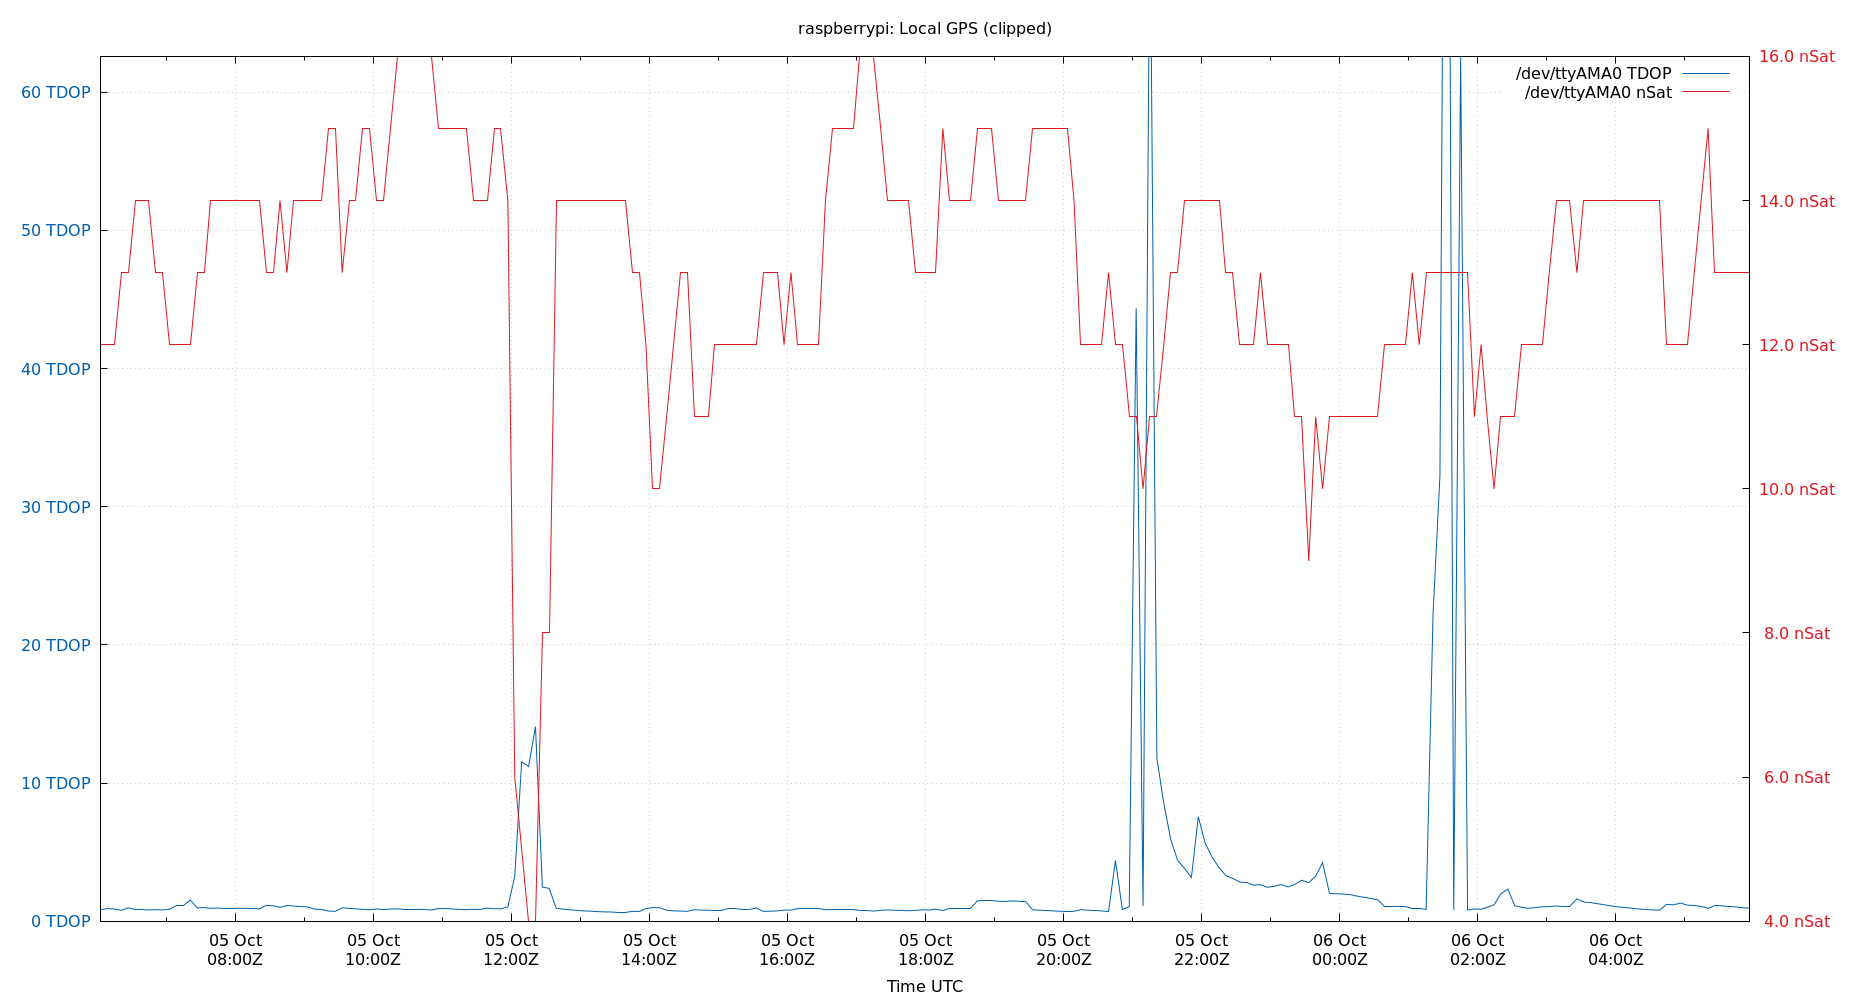 raspberrypi: Local GPS (clipped)
/dev/ttyAMA0 TDOP
/dev/ttyAMA0 nSat
60 TDOP
50 TDOP
40 TDOP
30 TDOP
20 TDOP
10 TDOP
0 TDOP
16.0 nSat
14.0 nSat
12.0 nSat
10.0 nSat
8.0 nSat
6.0 nSat
4.0 nSat
05 Oct
08:00Z
05 Oct
10:00Z
05 Oct
12:00Z
05 Oct
14:00Z
05 Oct
16:00Z
05 Oct
18:00Z
05 Oct
20:00Z
05 Oct
22:00Z
06 Oct
00:00Z
06 Oct
02:00Z
06 Oct
04:00Z
Time UTC